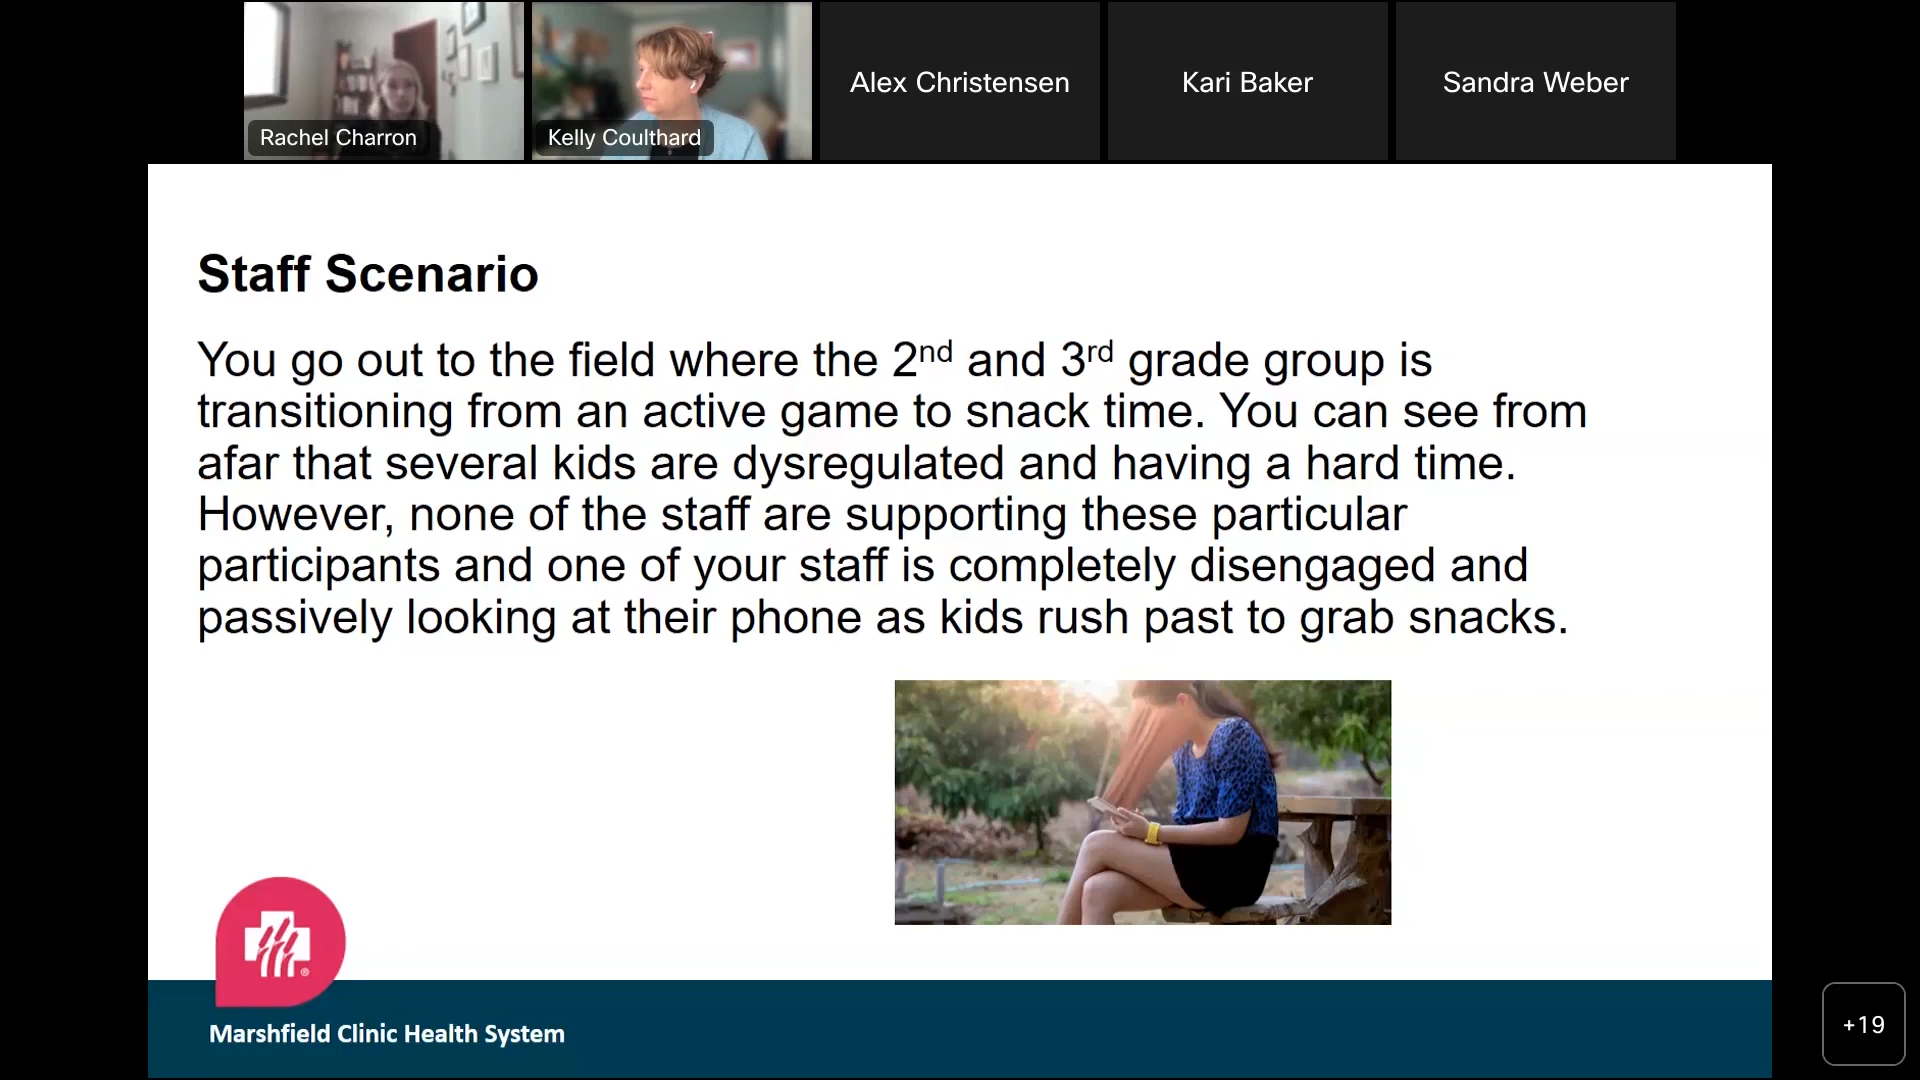 Rachel Charron
Kelly Coulthard
Alex Christensen
Kari Baker
Sandra Weber
Staff Scenario
You go out to the field where the 2nd and 3rd grade group is
transitioning from an active game to snack time. You can see from
afar that several kids are dysregulated and having a hard time.
However, none of the staff are supporting these particular
participants and one of your staff is completely disengaged and
passively looking at their phone as kids rush past to grab snacks.
®
Marshfield Clinic Health System
+19